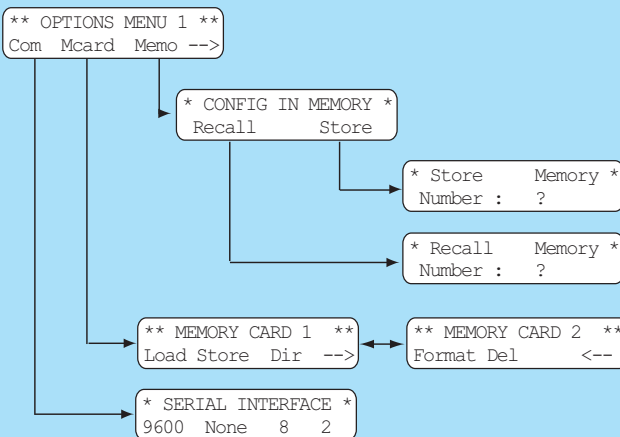 ** OPTIONS MENU 1 **
Com Mcard Memo -->
* CONFIG IN MEMORY *
Recall Store
* Store Memory *
Number : ?
* Recall Memory *
Number : ?
** MEMORY CARD 1 **
Load Store Dir -->
** MEMORY CARD 2 **
Format Del <--
* SERIAL INTERFACE *
9600 None 8 2